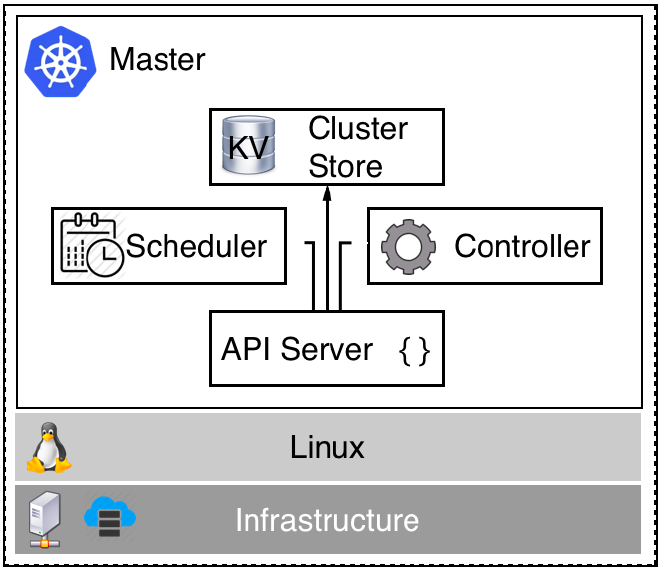 Master
KV
Cluster
Store
Scheduler
Controller
API Server { }
Linux
Infrastructure